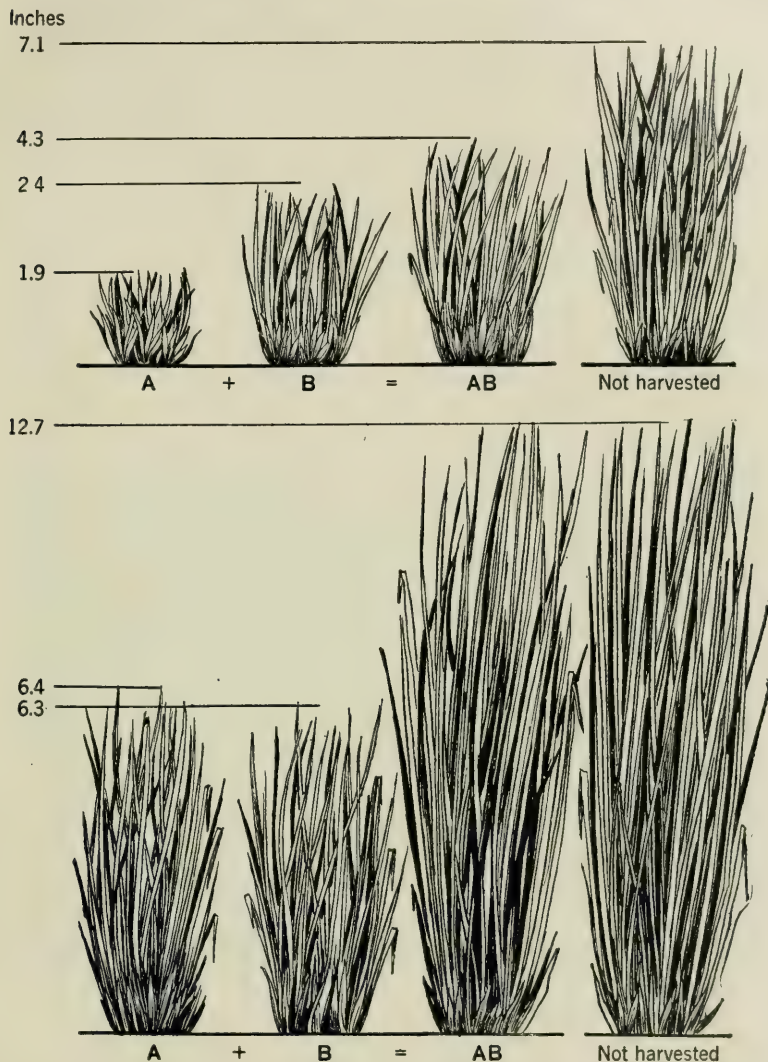 Inches
7.1
4.3
2 4
1.9
A + B = AB Not harvested
12.7
6.4
6.3
A + B = AB Not harvested